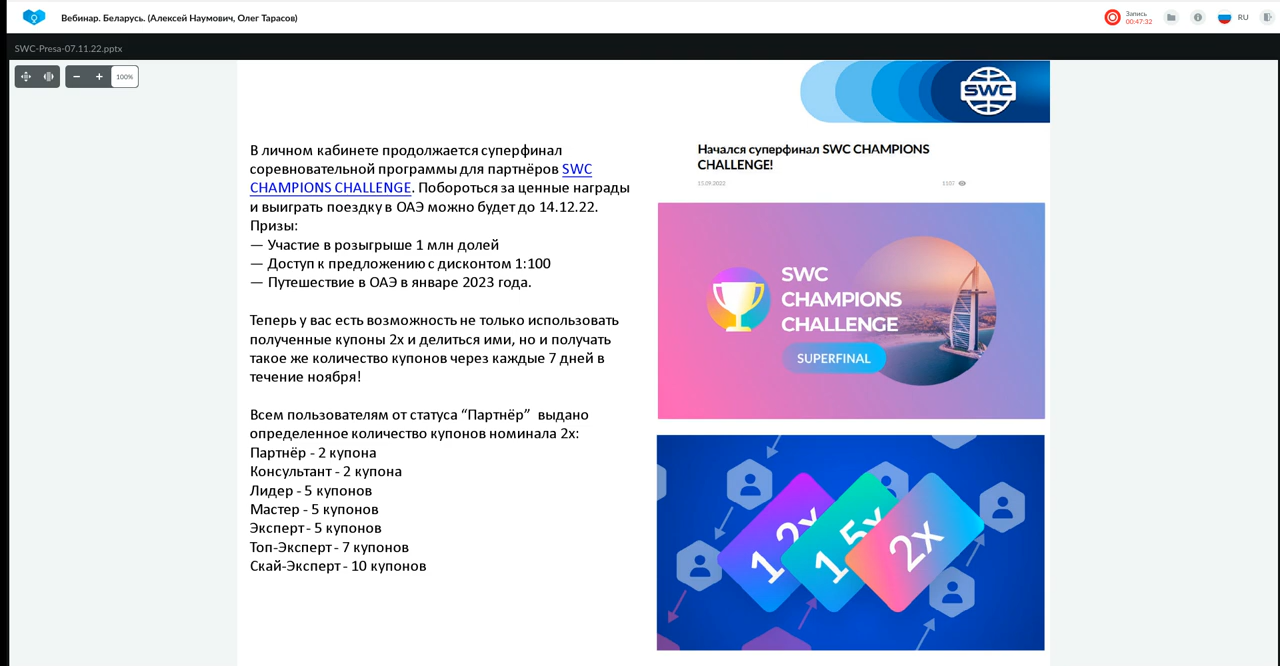 Вебинар. Беларусь. (Алексей Наумович, Олег Тарасов)
Запись
00:47:32
RU
SWC-Presa-07.11.22.pptx
100%
SWC
В личном кабинете продолжается суперфинал
соревновательной программы для партнёров SWC
CHAMPIONS CHALLENGE. Побороться за ценные награды
и выиграть поездку в ОАЭ можно будет до 14.12.22.
Призы:
— Участие в розыгрыше 1 млн долей
— Доступ к предложению с дисконтом 1:100
— Путешествие в ОАЭ в январе 2023 года.
Теперь у вас есть возможность не только использовать
полученные купоны 2х и делиться ими, но и получать
такое же количество купонов через каждые 7 дней в
течение ноября!
Всем пользователям от статуса “Партнёр” выдано
определенное количество купонов номинала 2х:
Партнёр - 2 купона
Консультант - 2 купона
Лидер - 5 купонов
Мастер - 5 купонов
Эксперт - 5 купонов
Топ-Эксперт - 7 купонов
Скай-Эксперт - 10 купонов
Начался суперфинал SWC CHAMPIONS
CHALLENGE!
15.09.2022
1107
SWC
CHAMPIONS
CHALLENGE
SUPERFINAL
1.2x
1.5x
2x